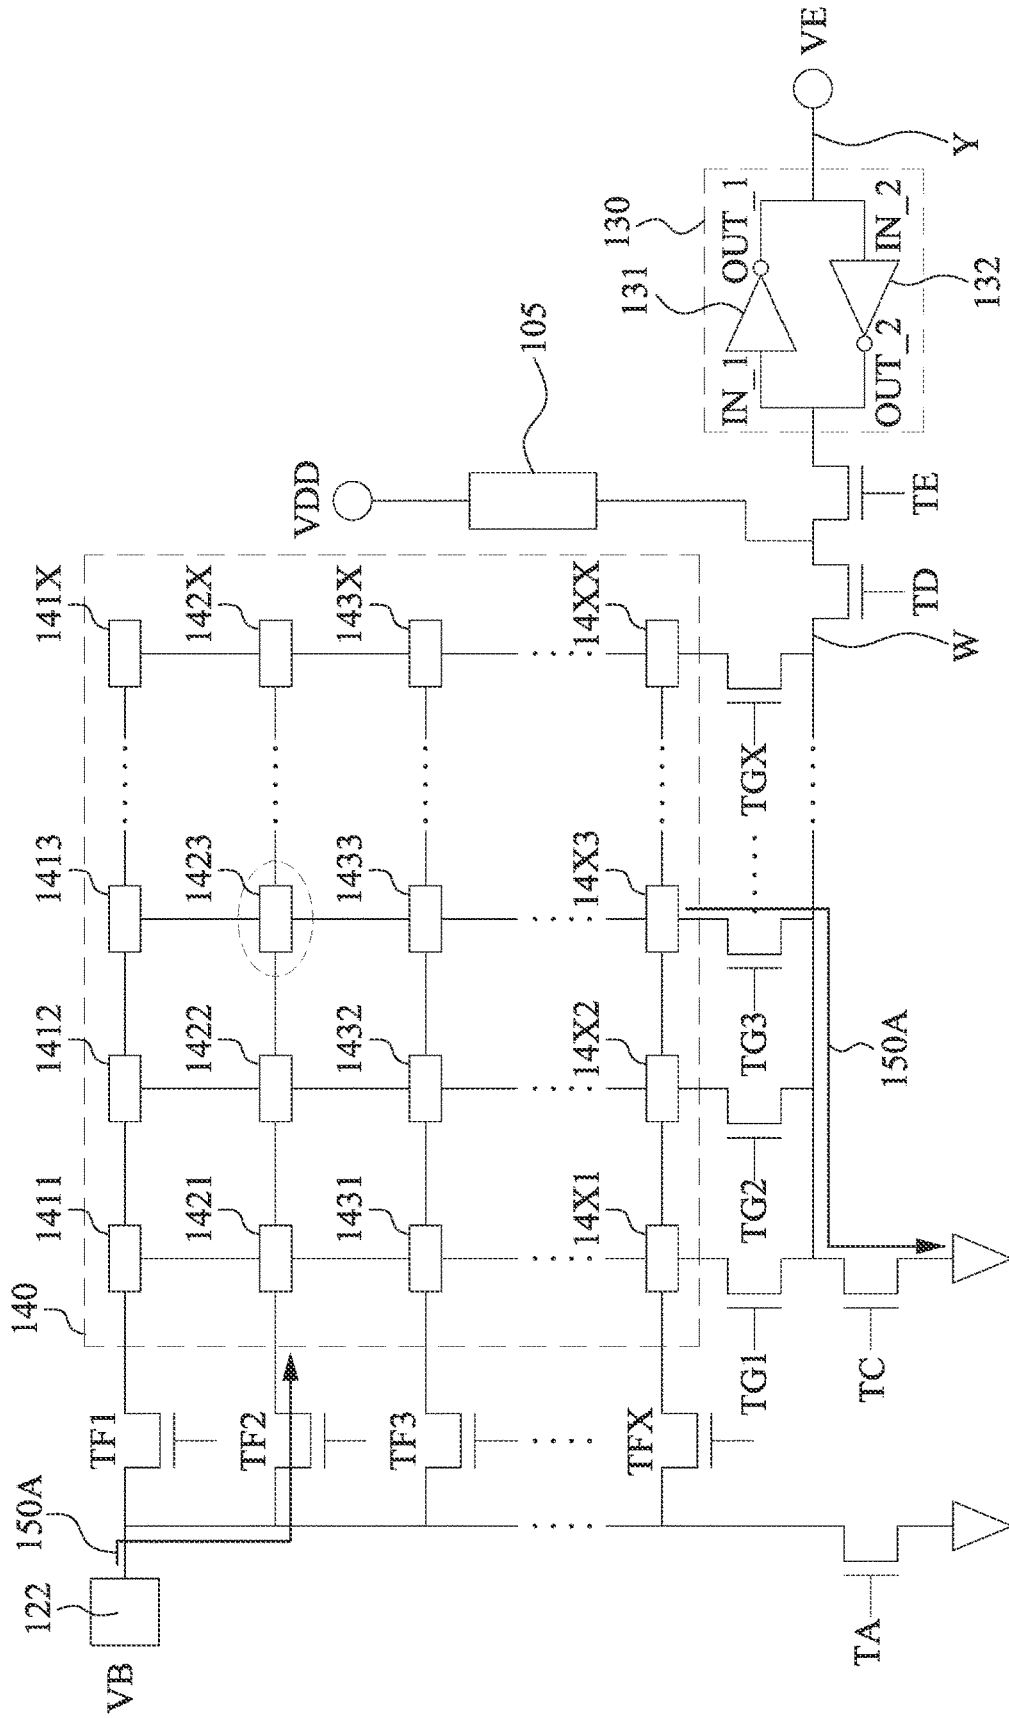 VB
122
150A
TF1
TF2
TF3
TFX
TA
140
1411
1412
1413
141X
1421
1422
1423
142X
1431
1432
1433
143X
14X1
14X2
14X3
14XX
TG1
TG2
TG3
TGX
TC
150A
W
TD
TE
VDD
105
130
131
IN_1
OUT_1
OUT_2
IN_2
132
Y
VE